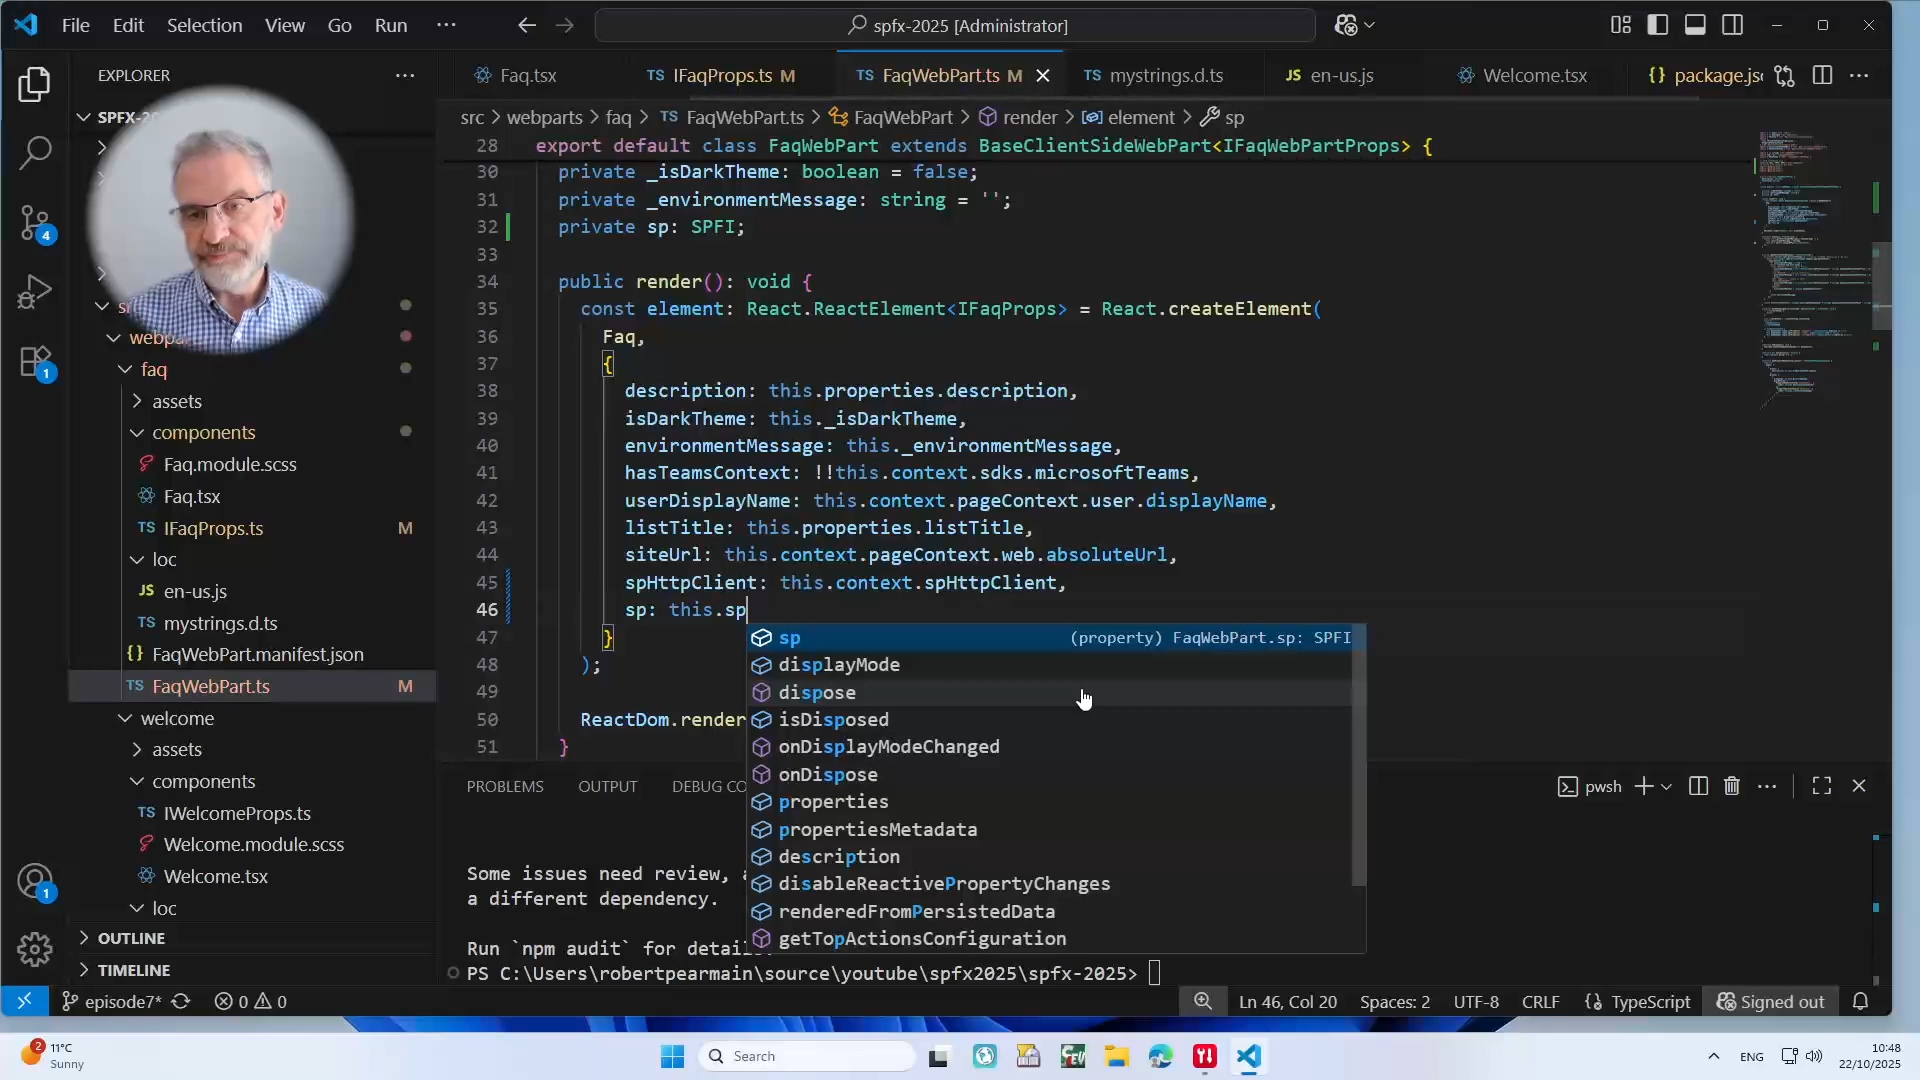 File Edit Selection View Go Run ···
spfx-2025 [Administrator]
EXPLORER
Faq.tsx
IFaqProps.ts M
FaqWebPart.ts M
mystrings.d.ts
en-us.js
Welcome.tsx
package.js
SPFX-2
src > webparts > faq > TS FaqWebPart.ts > FaqWebPart > render > element > sp
28 export default class FaqWebPart extends BaseClientSideWebPart<IFaqWebPartProps> {
30 private _isDarkTheme: boolean = false;
31 private _environmentMessage: string = '';
32 private sp: SPFI;
33
34 public render(): void {
35 const element: React.ReactElement<IFaqProps> = React.createElement(
36 Faq,
37 {
38 description: this.properties.description,
39 isDarkTheme: this._isDarkTheme,
40 environmentMessage: this._environmentMessage,
41 hasTeamsContext: !!this.context.sdks.microsoftTeams,
42 userDisplayName: this.context.pageContext.user.displayName,
43 listTitle: this.properties.listTitle,
44 siteUrl: this.context.pageContext.web.absoluteUrl,
45 spHttpClient: this.context.spHttpClient,
46 sp: this.sp
47 }
48 );
49
50 ReactDom.render
51 }
sp (property) FaqWebPart.sp: SPFI
displayMode
dispose
isDisposed
onDisplayModeChanged
onDispose
properties
propertiesMetadata
description
disableReactivePropertyChanges
renderedFromPersistedData
getTopActionsConfiguration
webpa
faq
assets
components
Faq.module.scss
Faq.tsx
TS IFaqProps.ts M
loc
JS en-us.js
TS mystrings.d.ts
{} FaqWebPart.manifest.json
TS FaqWebPart.ts M
welcome
assets
components
TS IWelcomeProps.ts
Welcome.module.scss
Welcome.tsx
loc
OUTLINE
TIMELINE
4
1
1
PROBLEMS OUTPUT DEBUG CO
pwsh
Some issues need review, a
a different dependency.
Run `npm audit` for detai
PS C:\Users\robertpearmain\source\youtube\spfx2025\spfx-2025>
episode7* 0 0
Ln 46, Col 20 Spaces: 2 UTF-8 CRLF {} TypeScript Signed out
2
11°C
Sunny
Search
ENG
10:48
22/10/2025